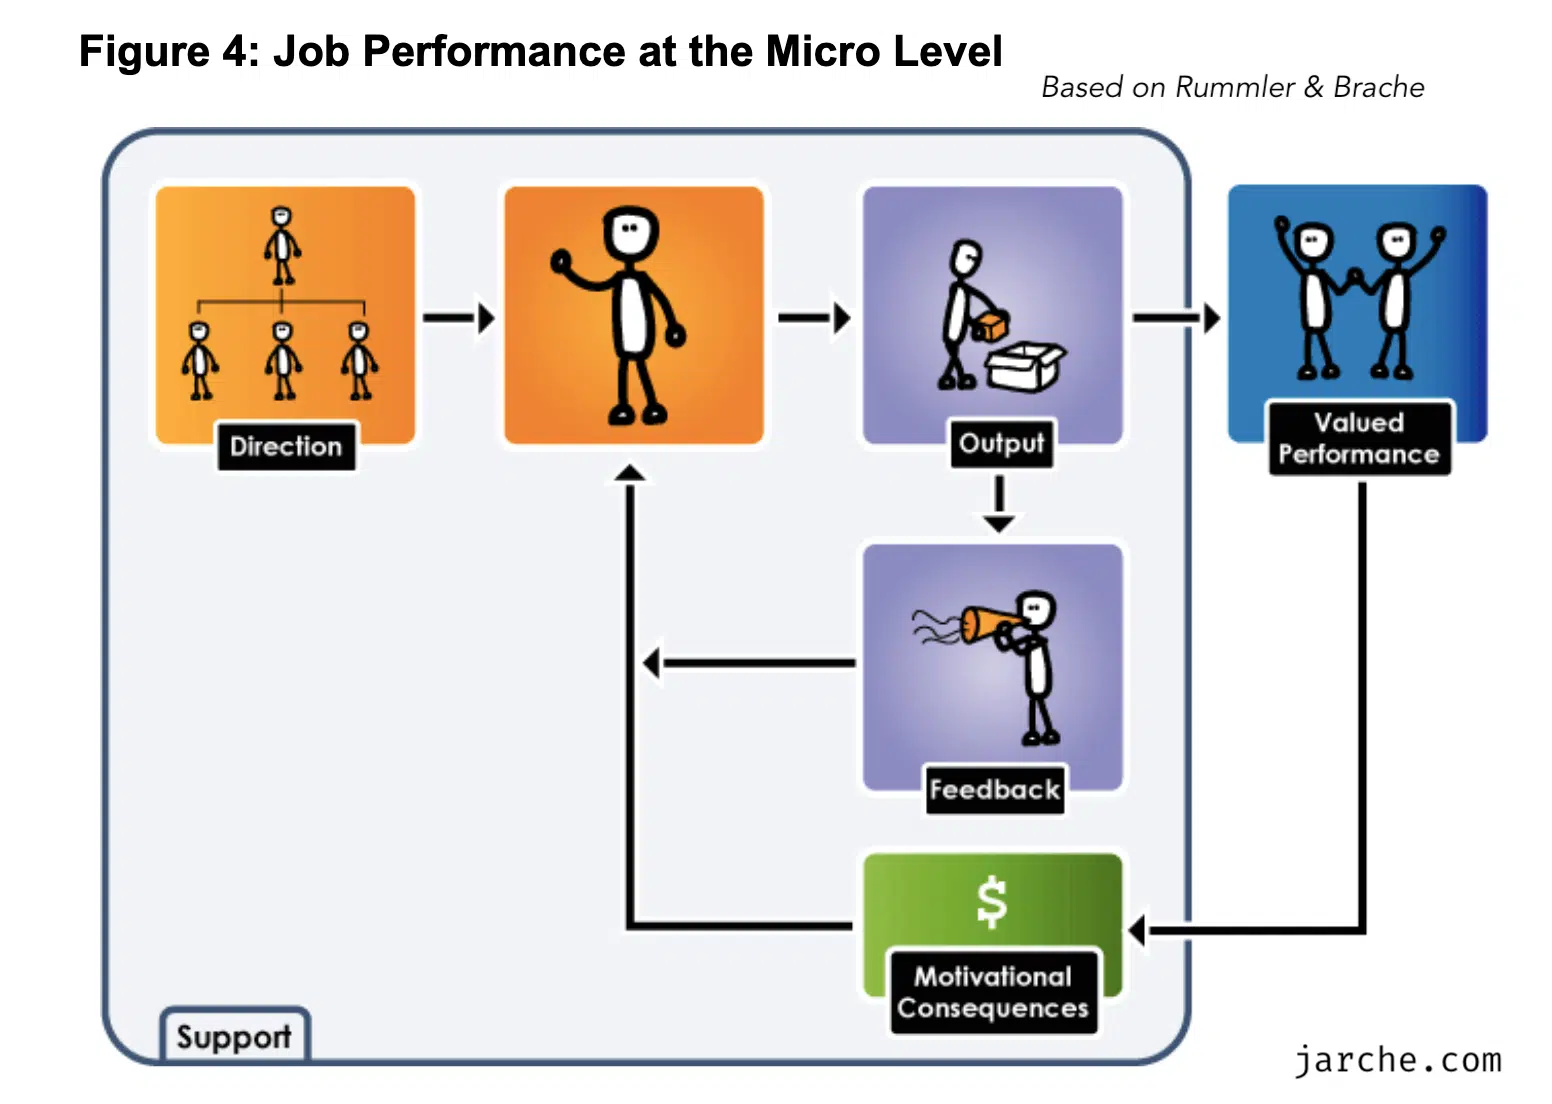 Figure 4: Job Performance at the Micro Level
Based on Rummler & Brache
Direction
Output
Valued
Performance
Feedback
$
Motivational
Consequences
Support
jarche.com